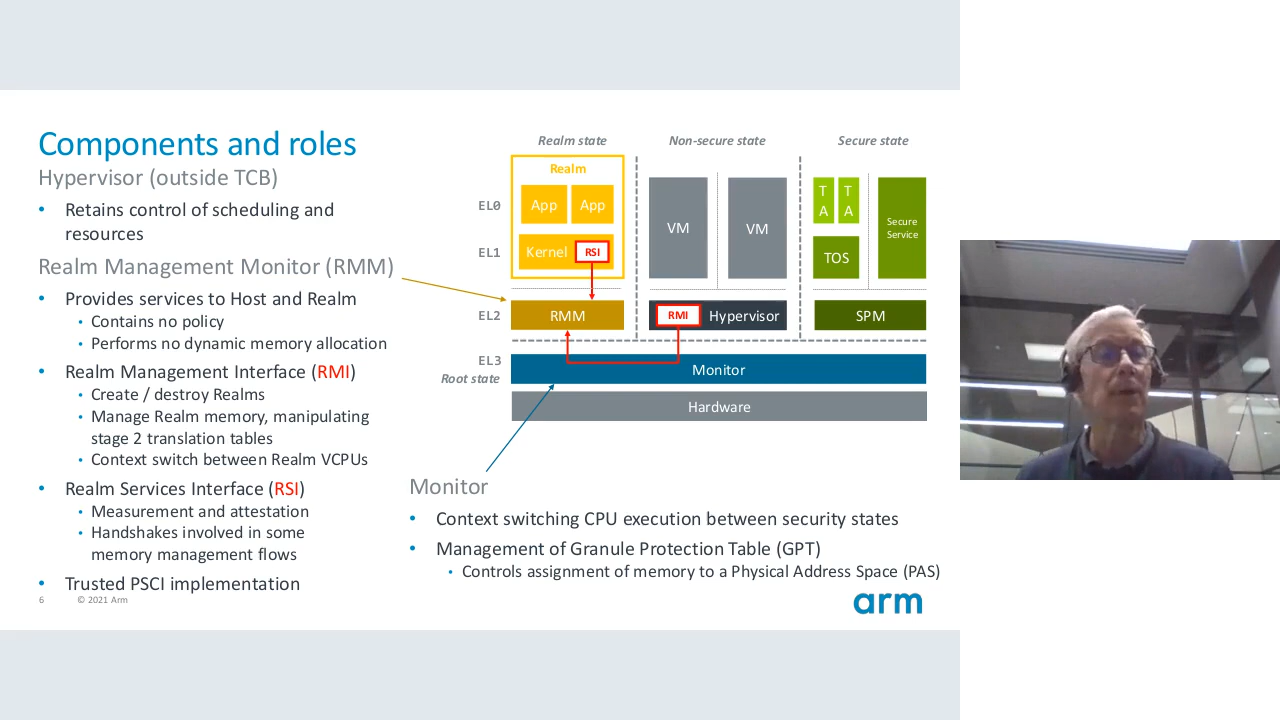 Components and roles
Hypervisor (outside TCB)
• Retains control of scheduling and
resources
Realm Management Monitor (RMM)
• Provides services to Host and Realm
• Contains no policy
• Performs no dynamic memory allocation
• Realm Management Interface (RMI)
• Create / destroy Realms
• Manage Realm memory, manipulating
stage 2 translation tables
• Context switch between Realm VCPUs
• Realm Services Interface (RSI)
• Measurement and attestation
• Handshakes involved in some
memory management flows
• Trusted PSCI implementation
Realm state
Non-secure state
Secure state
Realm
EL0
App
App
VM
VM
T
A
T
A
Secure
Service
EL1
Kernel
RSI
TOS
EL2
RMM
RMI
Hypervisor
SPM
EL3
Root state
Monitor
Hardware
Monitor
• Context switching CPU execution between security states
• Management of Granule Protection Table (GPT)
• Controls assignment of memory to a Physical Address Space (PAS)
6
© 2021 Arm
arm